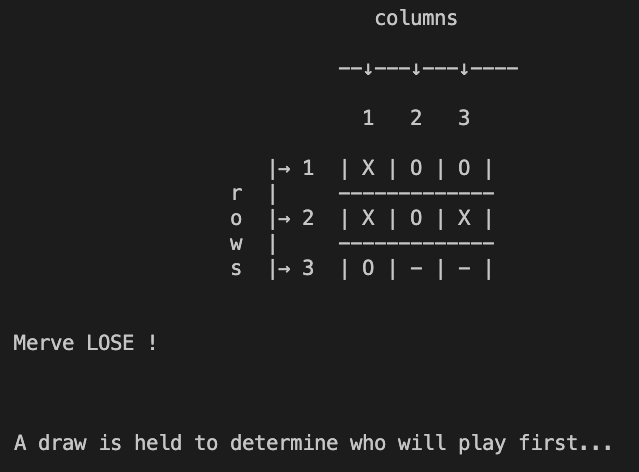 columns
——↓———↓———↓————
1 2 3
|→ 1 | X | O | O |
r | —————————————
o |→ 2 | X | O | X |
w | —————————————
s |→ 3 | O | – | – |
Merve LOSE !
A draw is held to determine who will play first...